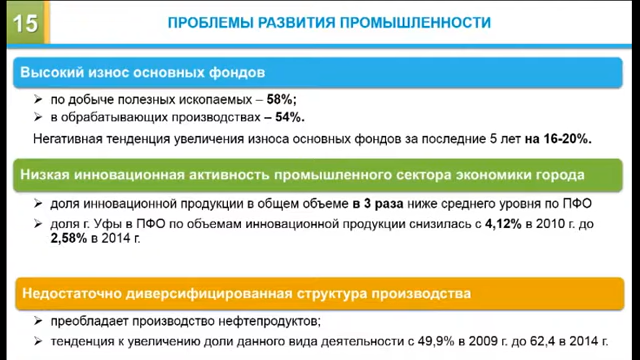 15
ПРОБЛЕМЫ РАЗВИТИЯ ПРОМЫШЛЕННОСТИ
Высокий износ основных фондов
➢ по добыче полезных ископаемых – 58%;
➢ в обрабатывающих производствах – 54%.
Негативная тенденция увеличения износа основных фондов за последние 5 лет на 16-20%.
Низкая инновационная активность промышленного сектора экономики города
➢ доля инновационной продукции в общем объеме в 3 раза ниже среднего уровня по ПФО
➢ доля г. Уфы в ПФО по объемам инновационной продукции снизилась с 4,12% в 2010 г. до
2,58% в 2014 г.
Недостаточно диверсифицированная структура производства
➢ преобладает производство нефтепродуктов;
➢ тенденция к увеличению доли данного вида деятельности с 49,9% в 2009 г. до 62,4 в 2014 г.